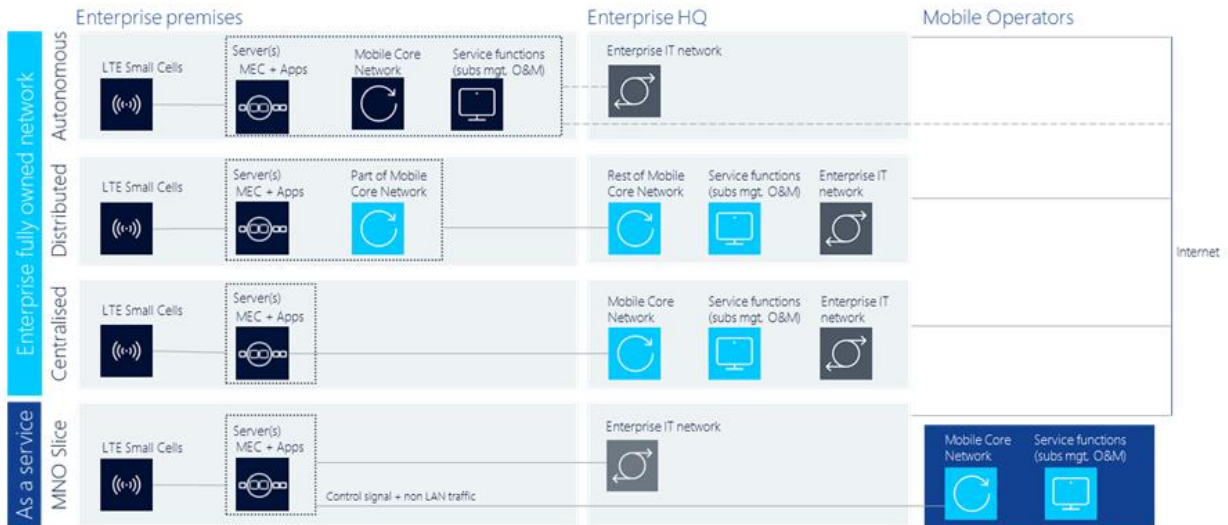 Enterprise premises
Enterprise HQ
Mobile Operators
Enterprise fully owned network
Autonomous
LTE Small Cells
Server(s)
MEC + Apps
Mobile Core
Network
Service functions
(subs mgt, O&M)
Enterprise IT network
Distributed
LTE Small Cells
Server(s)
MEC + Apps
Part of Mobile
Core Network
Rest of Mobile
Core Network
Service functions
(subs mgt, O&M)
Enterprise IT
network
Internet
Centralised
LTE Small Cells
Server(s)
MEC + Apps
Mobile Core
Network
Service functions
(subs mgt, O&M)
Enterprise IT
network
As a service
MNO Slice
LTE Small Cells
Server(s)
MEC + Apps
Control signal + non LAN traffic
Enterprise IT network
Mobile Core
Network
Service functions
(subs mgt, O&M)